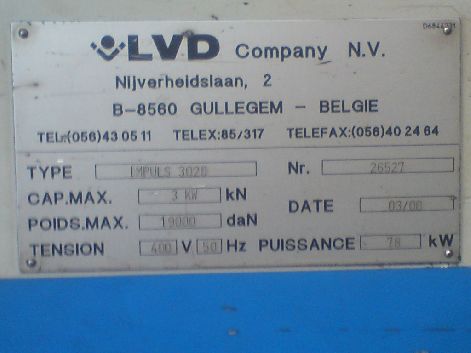 LVD Company N.V.
Nijverheidslaan, 2
B-8560 GULLEGEM - BELGIE
TEL:(056)43 05 11 TELEX:85/317 TELEFAX:(056)40 24 64
TYPE IMPULS 3020 Nr. 26527
CAP.MAX. 3 KW kN
DATE 03/00
POIDS.MAX. 19000 daN
TENSION 400 V 50 Hz PUISSANCE 78 kW